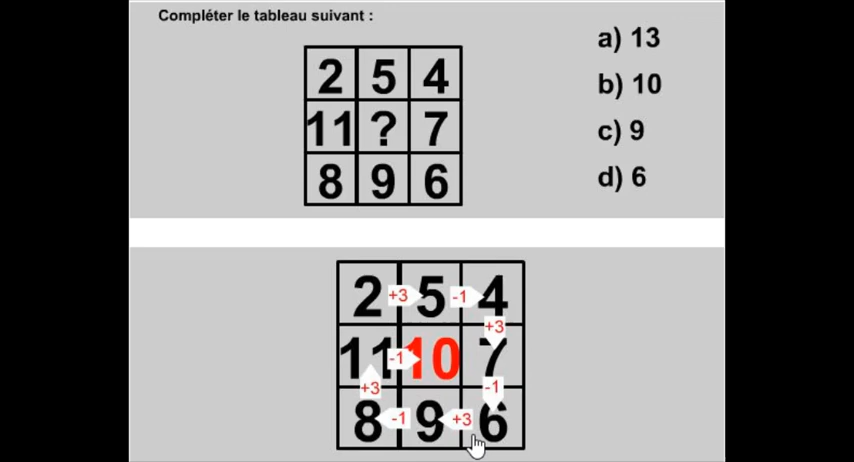 Compléter le tableau suivant :
2 5 4
11 ? 7
8 9 6
a) 13
b) 10
c) 9
d) 6
2 +3 5 -1 4
+3
11 -1 10 7
+3 -1
8 -1 9 +3 6